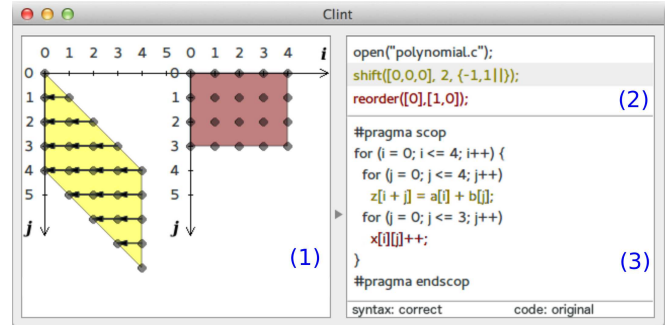 Clint
0 1 2 3 4 5 0 1 2 3 4 i
0
1
2
3
4
5
j
0
1
2
3
4
5
j
(1)
open("polynomial.c");
shift([0,0,0], 2, {-1,1||});
reorder([0],[1,0]);
(2)
#pragma scop
for (i = 0; i <= 4; i++) {
for (j = 0; j <= 4; j++)
z[i + j] = a[i] + b[j];
for (j = 0; j <= 3; j++)
x[i][j]++;
}
#pragma endscop
(3)
syntax: correct code: original